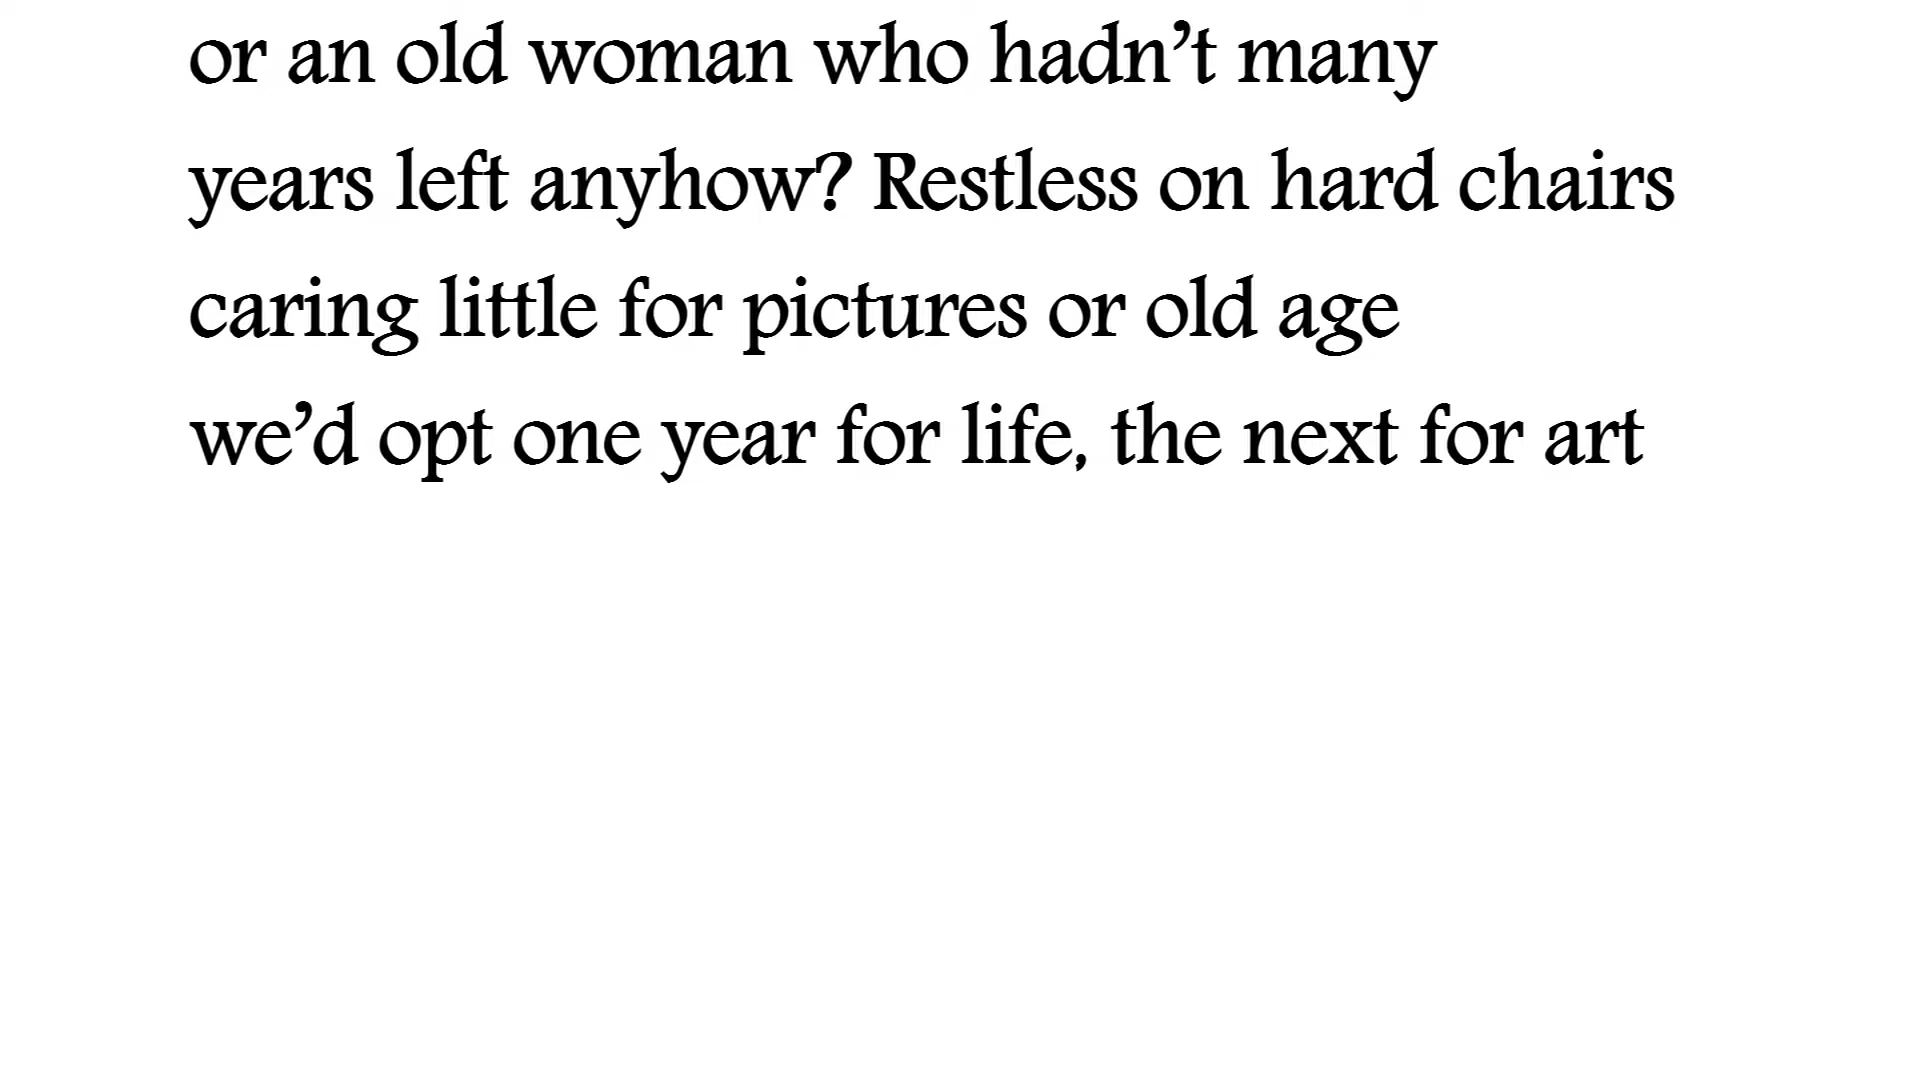 or an old woman who hadn’t many
years left anyhow? Restless on hard chairs
caring little for pictures or old age
we’d opt one year for life, the next for art